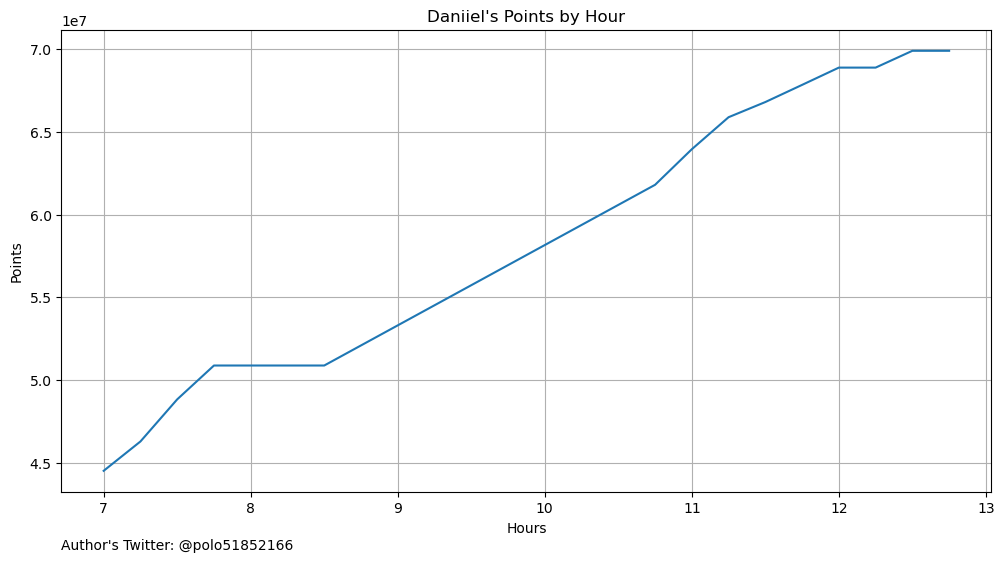 Daniiel's Points by Hour
1e7
7.0
6.5
6.0
5.5
5.0
4.5
Points
7 8 9 10 11 12 13
Hours
Author's Twitter: @polo51852166